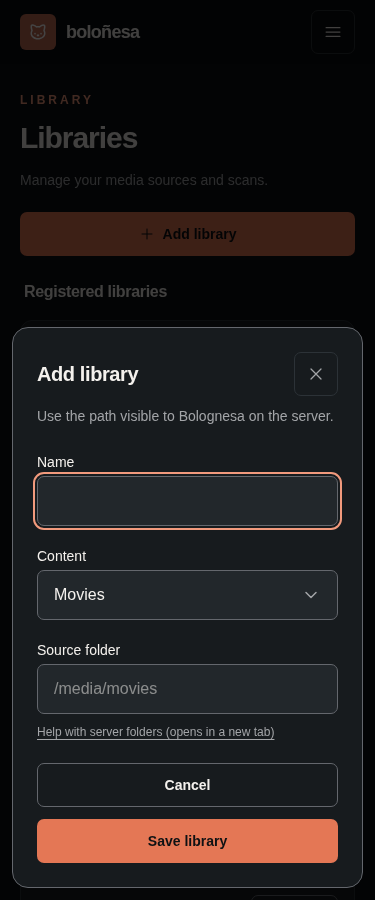 boloñesa
LIBRARY
Libraries
Manage your media sources and scans.
Add library
Registered libraries
Add library
Use the path visible to Bolognesa on the server.
Name
Content
Movies
Source folder
/media/movies
Help with server folders (opens in a new tab)
Cancel
Save library